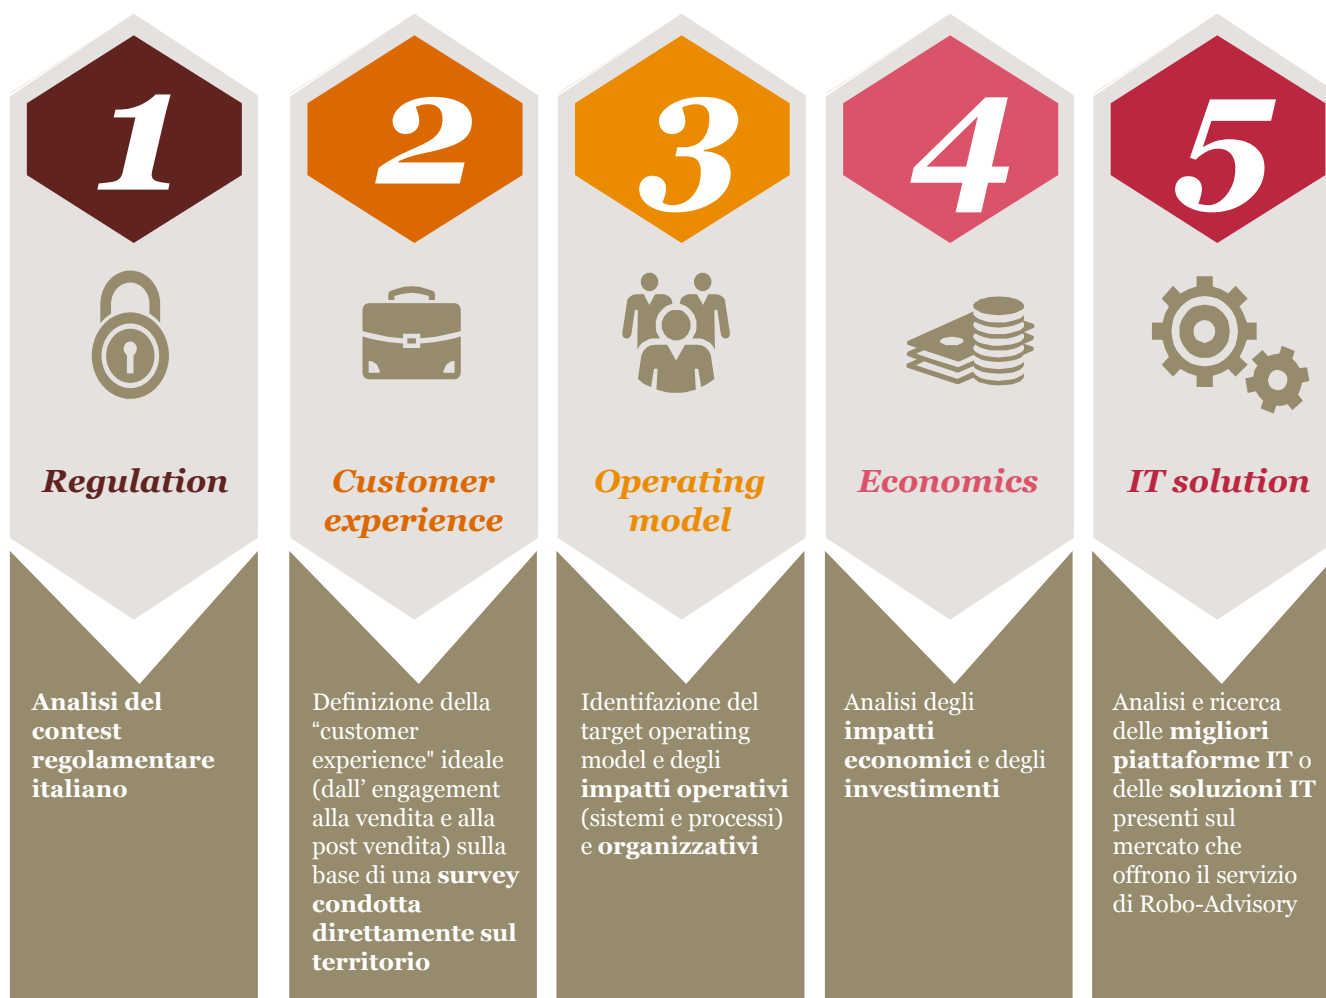 1
Regulation
Analisi del
contest
regolamentare
italiano
2
Customer
experience
Definizione della
“customer
experience" ideale
(dall’ engagement
alla vendita e alla
post vendita) sulla
base di una survey
condotta
direttamente sul
territorio
3
Operating
model
Identifazione del
target operating
model e degli
impatti operativi
(sistemi e processi)
e organizzativi
4
Economics
Analisi degli
impatti
economici e degli
investimenti
5
IT solution
Analisi e ricerca
delle migliori
piattaforme IT o
delle soluzioni IT
presenti sul
mercato che
offrono il servizio
di Robo-Advisory